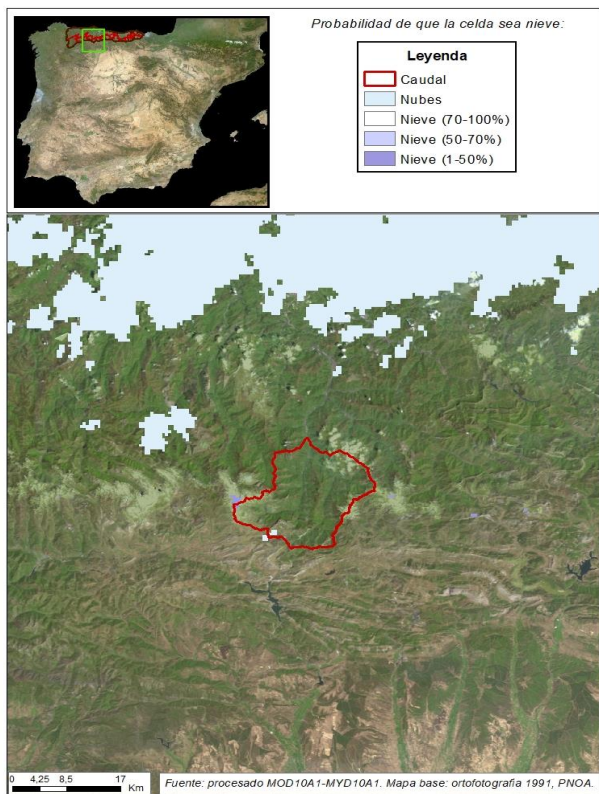 Probabilidad de que la celda sea nieve:
Leyenda
Caudal
Nubes
Nieve (70-100%)
Nieve (50-70%)
Nieve (1-50%)
0 4,25 8,5 17
Km
Fuente: procesado MOD10A1-MYD10A1. Mapa base: ortofotografía 1991, PNOA.